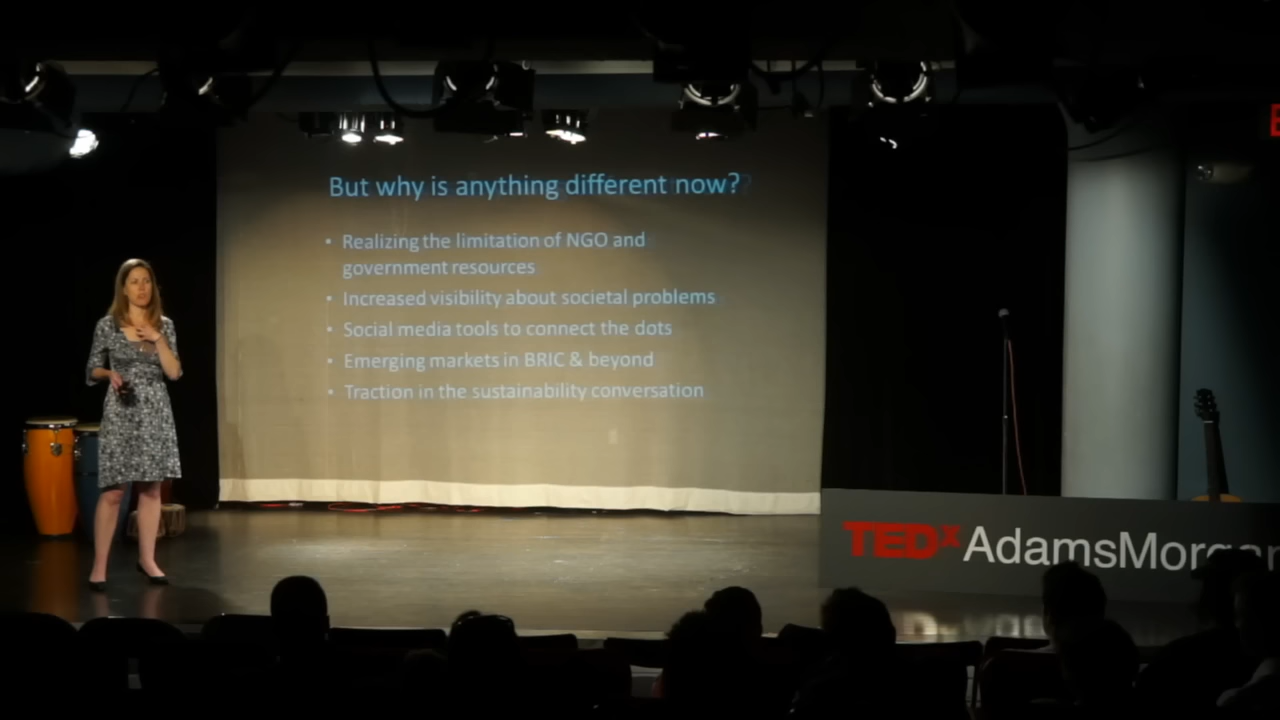 But why is anything different now?
• Realizing the limitation of NGO and
government resources
• Increased visibility about societal problems
• Social media tools to connect the dots
• Emerging markets in BRIC & beyond
• Traction in the sustainability conversation
TEDx AdamsMorgan